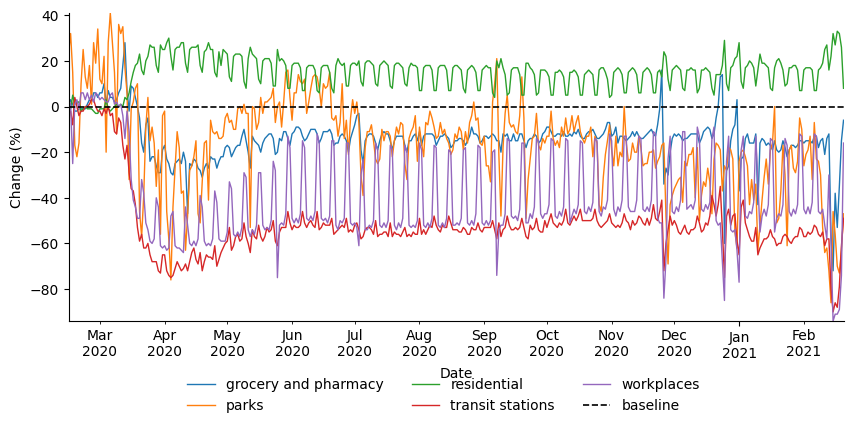 40
20
0
−20
−40
−60
−80
Change (%)
Mar Apr May Jun Jul Aug Sep Oct Nov Dec Jan Feb
2020 2020 2020 2020 2020 2020 2020 2020 2020 2020 2021 2021
Date
grocery and pharmacy residential workplaces
parks transit stations baseline